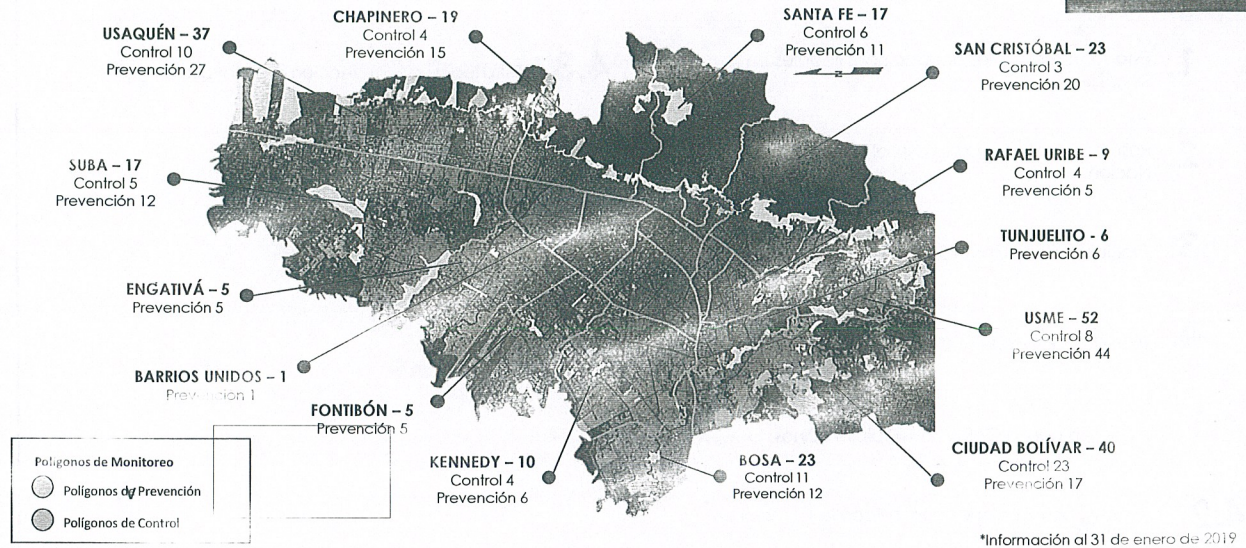 CHAPINERO – 19
Control 4
Prevención 15
SANTA FE – 17
Control 6
Prevención 11
USAQUÉN – 37
Control 10
Prevención 27
SAN CRISTÓBAL – 23
Control 3
Prevención 20
N
SUBA – 17
Control 5
Prevención 12
RAFAEL URIBE – 9
Control 4
Prevención 5
TUNJUELITO - 6
Prevención 6
ENGATIVÁ – 5
Prevención 5
USME – 52
Control 8
Prevención 44
BARRIOS UNIDOS – 1
Prevención 1
FONTIBÓN – 5
Prevención 5
KENNEDY – 10
Control 4
Prevención 6
BOSA – 23
Control 11
Prevención 12
CIUDAD BOLÍVAR – 40
Control 23
Prevención 17
Polígonos de Monitoreo
Polígonos de Prevención
Polígonos de Control
*Información al 31 de enero de 2019